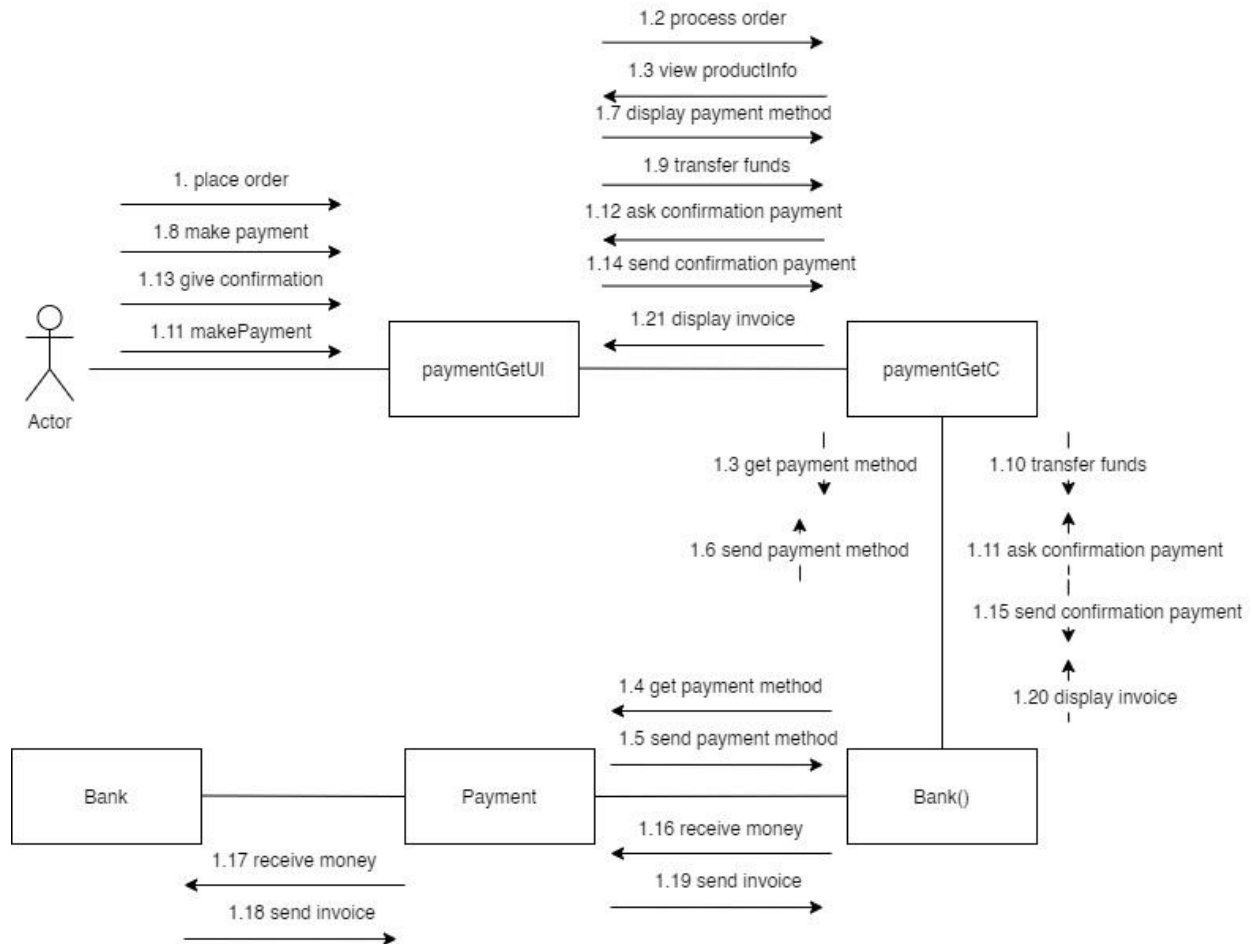 1.2 process order
1.3 view productInfo
1.7 display payment method
1.9 transfer funds
1. place order
1.12 ask confirmation payment
1.8 make payment
1.14 send confirmation payment
1.13 give confirmation
1.21 display invoice
1.11 makePayment
paymentGetUI
paymentGetC
Actor
1.3 get payment method
1.10 transfer funds
1.6 send payment method
1.11 ask confirmation payment
1.15 send confirmation payment
1.4 get payment method
1.20 display invoice
1.5 send payment method
Bank
Payment
Bank()
1.16 receive money
1.17 receive money
1.19 send invoice
1.18 send invoice